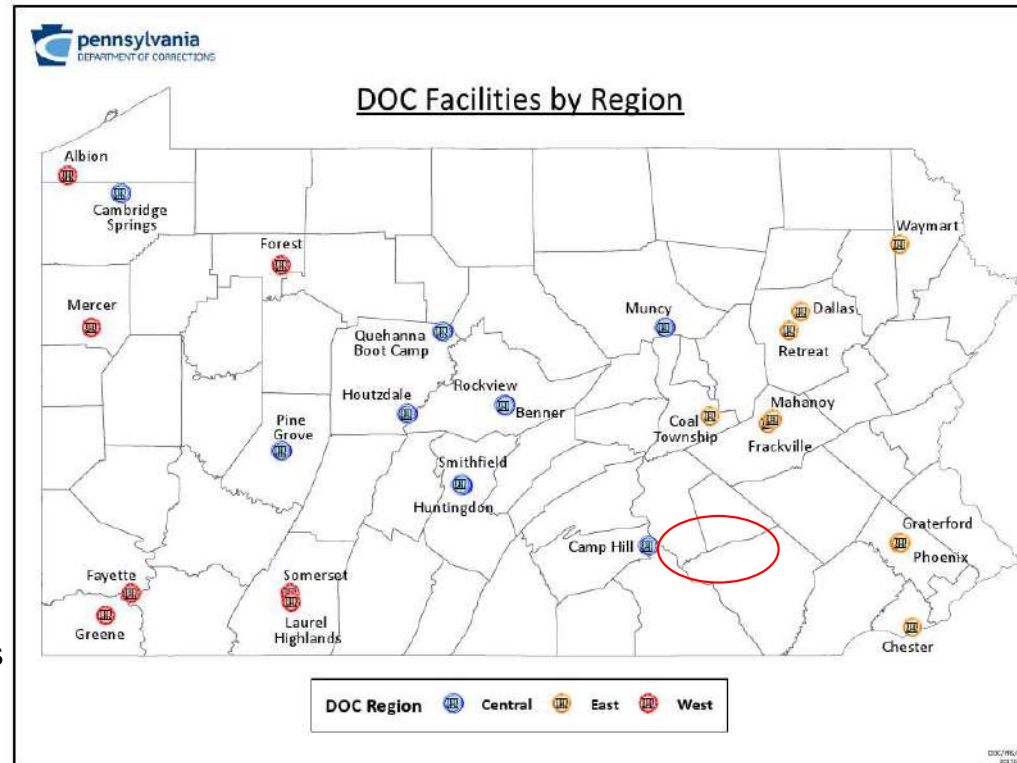 pennsylvania
DEPARTMENT OF CORRECTIONS
DOC Facilities by Region
Albion
Cambridge
Springs
Waymart
Forest
Mercer
Muncy
Dallas
Quehanna
Boot Camp
Retreat
Rockview
Houtzdale
Benner
Mahanoy
Pine
Grove
Coal
Township
Frackville
Smithfield
Huntingdon
Graterford
Camp Hill
Phoenix
Fayette
Somerset
Greene
Laurel
Highlands
Chester
s
DOC Region Central East West